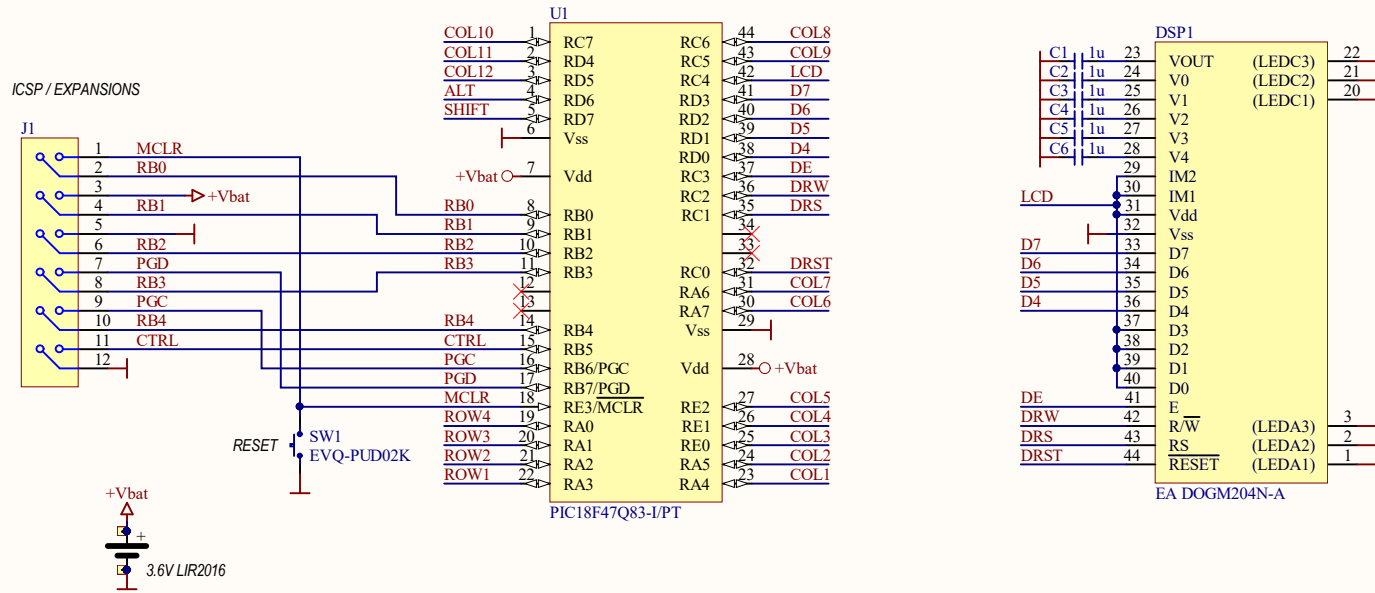 ICSP / EXPANSIONS
J1
1 MCLR
2 RB0
3 +Vbat
4 RB1
5
6 RB2
7 PGD
8 RB3
9 PGC
10 RB4
11 CTRL
12
RESET
SW1
EVQ-PUD02K
+Vbat
+
3.6V LIR2016
U1
COL10 1 RC7 RC6 44 COL8
COL11 2 RD4 RC5 43 COL9
COL12 3 RD5 RC4 42 LCD
ALT 4 RD6 RD3 41 D7
SHIFT 5 RD7 RD2 40 D6
6 Vss RD1 39 D5
RD0 38 D4
+Vbat 7 Vdd RC3 37 DE
RC2 36 DRW
RB0 8 RB0 RC1 35 DRS
RB1 9 RB1 34
RB2 10 RB2 33
RB3 11 RB3 RC0 32 DRST
12 RA6 31 COL7
13 RA7 30 COL6
RB4 14 RB4 Vss 29
CTRL 15 RB5
PGC 16 RB6/PGC Vdd 28 +Vbat
PGD 17 RB7/PGD
MCLR 18 RE3/MCLR RE2 27 COL5
ROW4 19 RA0 RE1 26 COL4
ROW3 20 RA1 RE0 25 COL3
ROW2 21 RA2 RA5 24 COL2
ROW1 22 RA3 RA4 23 COL1
PIC18F47Q83-I/PT
DSP1
C1 1u 23 VOUT (LEDC3) 22
C2 1u 24 V0 (LEDC2) 21
C3 1u 25 V1 (LEDC1) 20
C4 1u 26 V2
C5 1u 27 V3
C6 1u 28 V4
29 IM2
30 IM1
LCD 31 Vdd
32 Vss
D7 33 D7
D6 34 D6
D5 35 D5
D4 36 D4
37 D3
38 D2
39 D1
40 D0
DE 41 E
DRW 42 R/W (LEDA3) 3
DRS 43 RS (LEDA2) 2
DRST 44 RESET (LEDA1) 1
EA DOGM204N-A